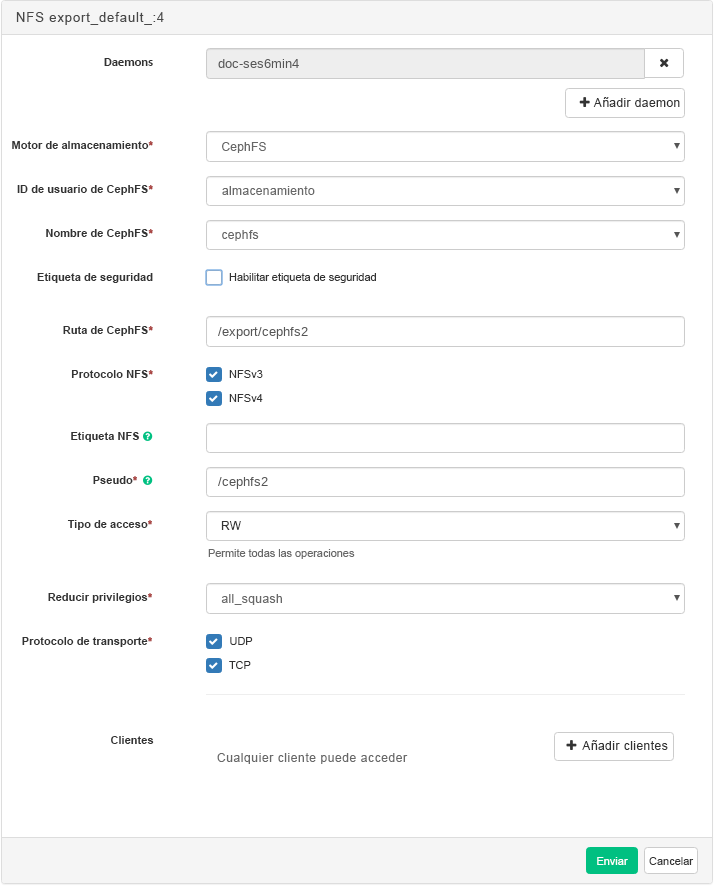 NFS export_default_:4
Daemons
doc-ses6min4
Añadir daemon
Motor de almacenamiento*
CephFS
ID de usuario de CephFS*
almacenamiento
Nombre de CephFS*
cephfs
Etiqueta de seguridad
Habilitar etiqueta de seguridad
Ruta de CephFS*
/export/cephfs2
Protocolo NFS*
NFSv3
NFSv4
Etiqueta NFS
Pseudo*
/cephfs2
Tipo de acceso*
RW
Permite todas las operaciones
Reducir privilegios*
all_squash
Protocolo de transporte*
UDP
TCP
Clientes
Cualquier cliente puede acceder
Añadir clientes
Enviar
Cancelar